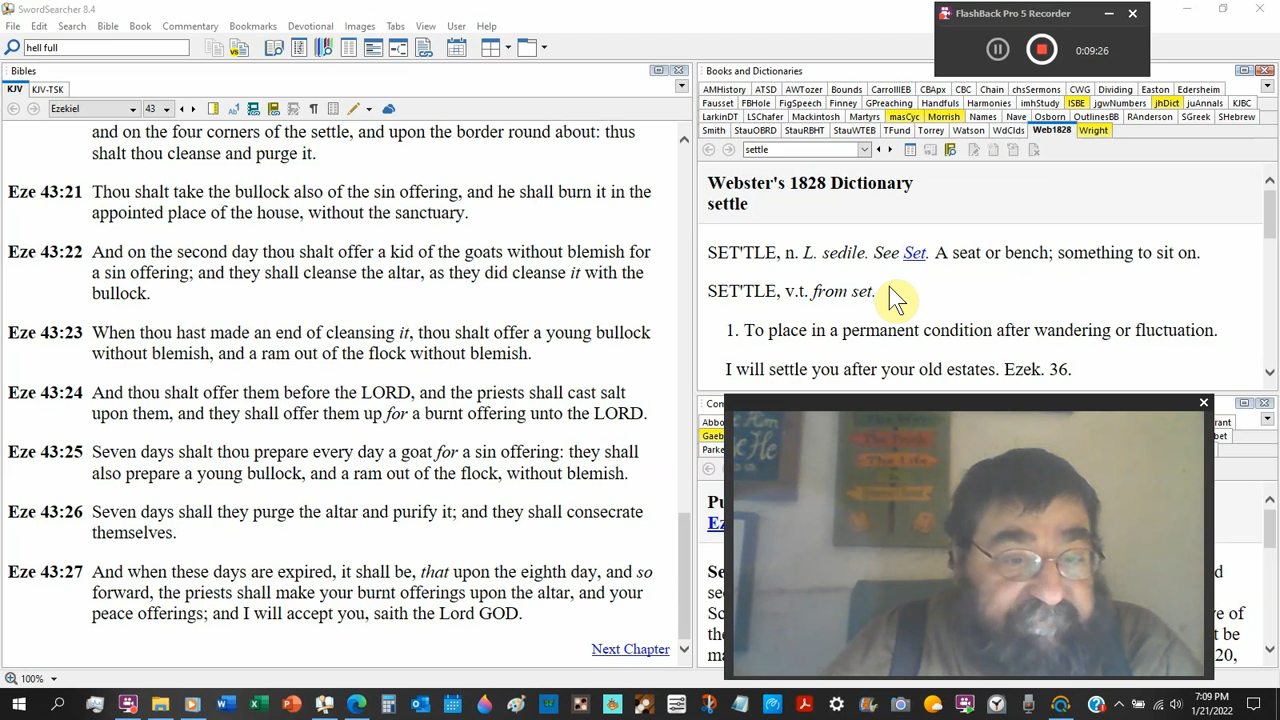 SwordSearcher 8.4
File Edit Search Book Commentary Bookmarks Devotional Images Tabs View User Help
hell full
FlashBack Pro 5 Recorder
0:09:26
Bibles
KJV KJV-TSK
Ezekiel 43
and on the four corners of the settle, and upon the border round about: thus
shalt thou cleanse and purge it.
Eze 43:21 Thou shalt take the bullock also of the sin offering, and he shall burn it in the
appointed place of the house, without the sanctuary.
Eze 43:22 And on the second day thou shalt offer a kid of the goats without blemish for
a sin offering; and they shall cleanse the altar, as they did cleanse it with the
bullock.
Eze 43:23 When thou hast made an end of cleansing it, thou shalt offer a young bullock
without blemish, and a ram out of the flock without blemish.
Eze 43:24 And thou shalt offer them before the LORD, and the priests shall cast salt
upon them, and they shall offer them up for a burnt offering unto the LORD.
Eze 43:25 Seven days shalt thou prepare every day a goat for a sin offering: they shall
also prepare a young bullock, and a ram out of the flock, without blemish.
Eze 43:26 Seven days shall they purge the altar and purify it; and they shall consecrate
themselves.
Eze 43:27 And when these days are expired, it shall be, that upon the eighth day, and so
forward, the priests shall make your burnt offerings upon the altar, and your
peace offerings; and I will accept you, saith the Lord GOD.
Next Chapter
100%
Books and Dictionaries
AMHistory ATSD AWTozer Bounds CarrollIEB CBApx CBC Chain chsSermons CWG Dividing Easton Edersheim
Fausset FBHole FigSpeech Finney GPreaching Handfuls Harmonies imhStudy ISBE jgwNumbers jhDict juAnnals KJBC
LarkinDT LSChafer Mackintosh Martyrs masCyc Morrish Names Nave Osborn OutlinesBB RAnderson SGreek SHebrew
Smith StauOBRD StauRBHT StauWTEB TFund Torrey Watson WdClds Web1828 Wright
settle
Webster's 1828 Dictionary
settle
SET'TLE, n. L. sedile. See Set. A seat or bench; something to sit on.
SET'TLE, v.t. from set.
1. To place in a permanent condition after wandering or fluctuation.
I will settle you after your old estates. Ezek. 36.
The Life
7:09 PM
1/21/2022